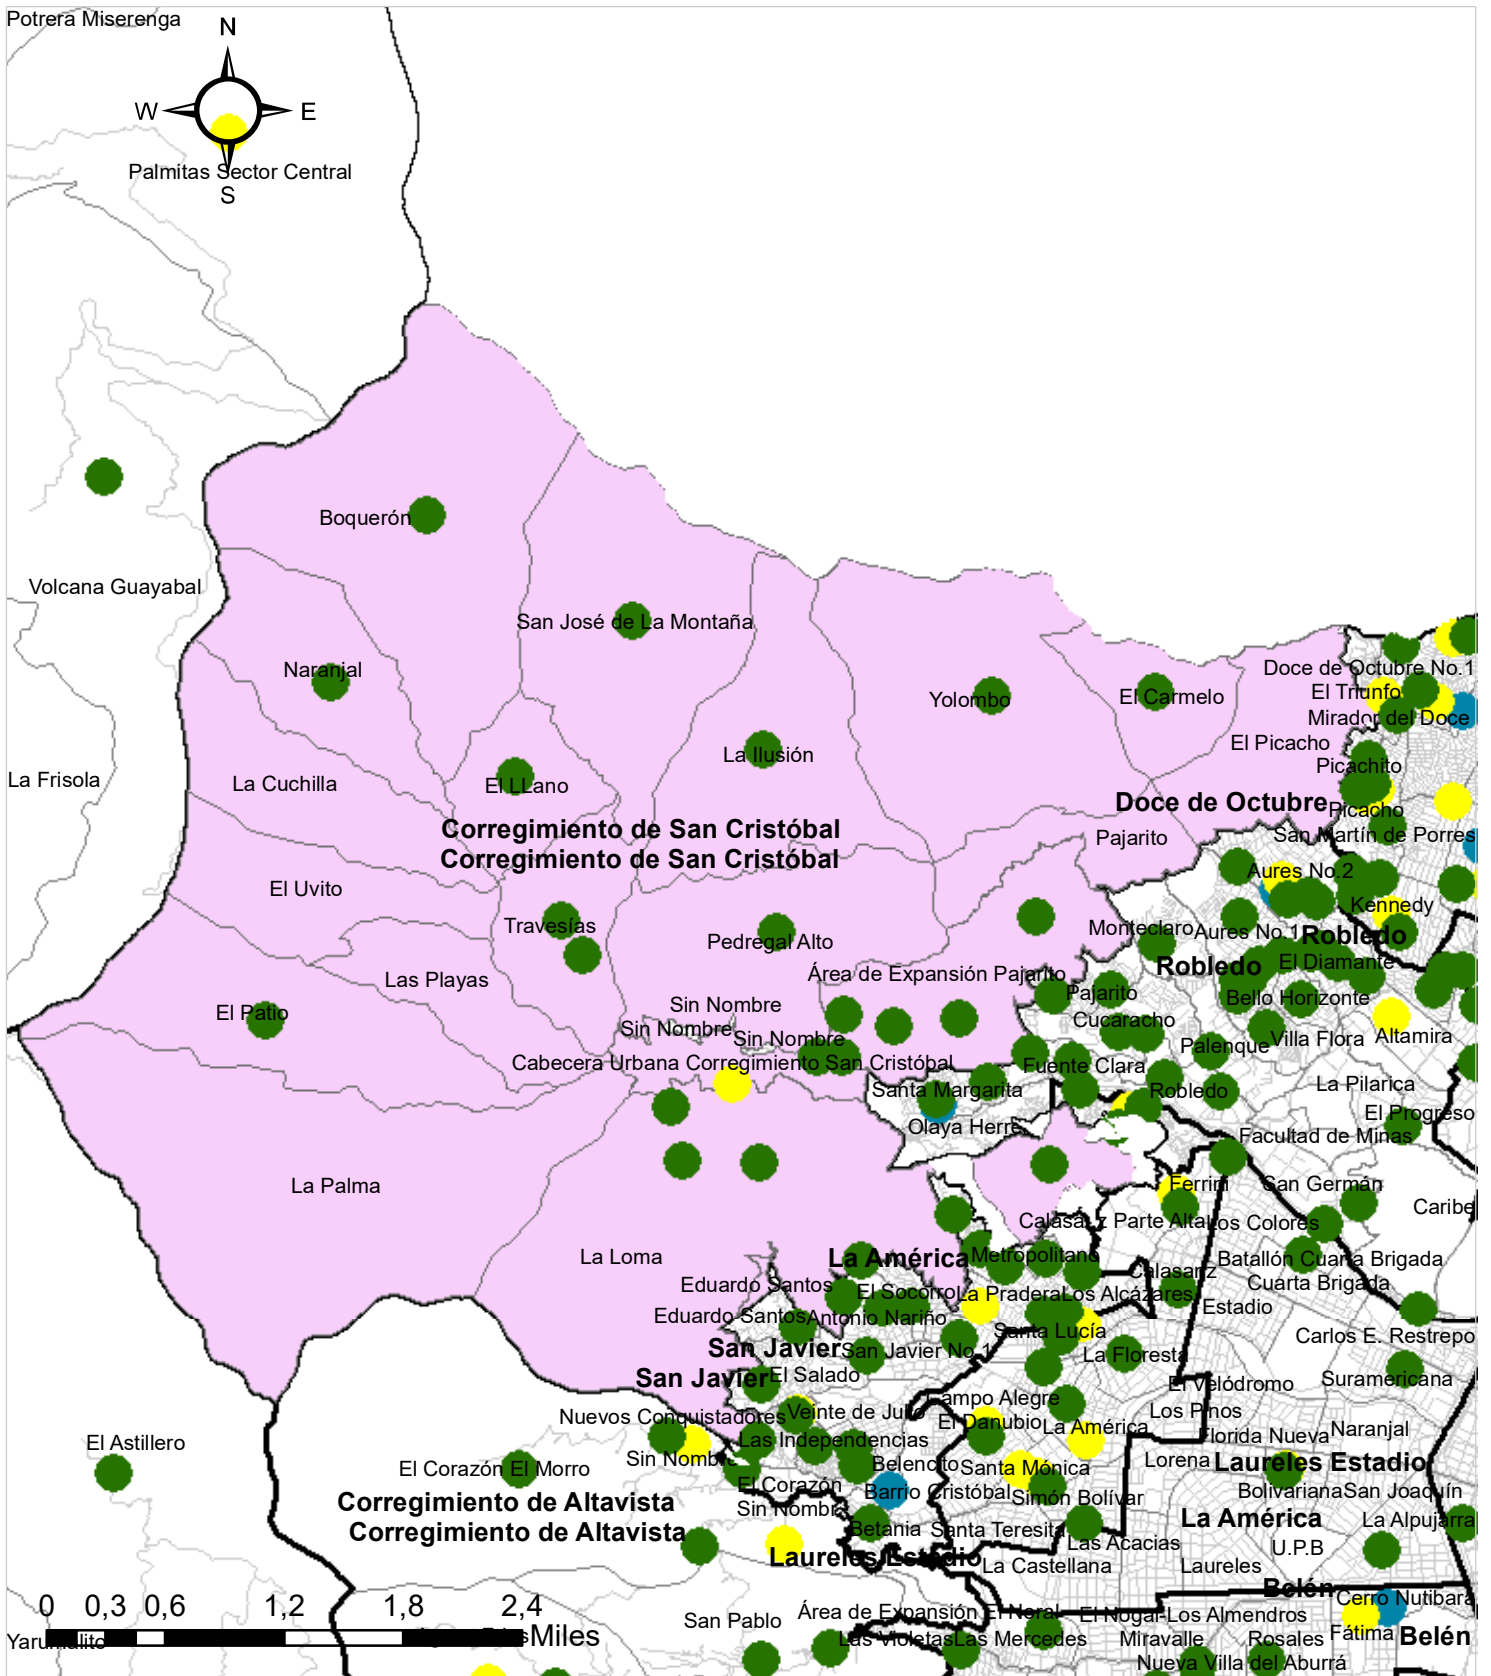 Potrera Miserenga
N
W E
Palmitas Sector Central
S
Boquerón
Volcana Guayabal
San José de La Montaña
Naranjal
Doce de Octubre No.1
El Triunfo
Yolombo
El Carmelo
Mirador del Doce
El Picacho
La Ilusión
Picachito
La Frisola
La Cuchilla
El LLano
Doce de Octubre
Picacho
Corregimiento de San Cristóbal
Pajarito
San Martín de Porres
Corregimiento de San Cristóbal
Aures No.2
El Uvito
Kennedy
Travesías
Monteclaro
Aures No.1
Robledo
Pedregal Alto
Robledo
El Diamante
Las Playas
Área de Expansión Pajarito
Pajarito
Bello Horizonte
Sin Nombre
El Patio
Cucaracho
Sin Nombre
Sin Nombre
Palenque
Villa Flora
Altamira
Cabecera Urbana Corregimiento San Cristóbal
Fuente Clara
Santa Margarita
Robledo
La Pilarica
El Progreso
Olaya Herre
Facultad de Minas
La Palma
Ferrini
San Germán
Caribe
Calasanz Parte Alta
Los Colores
La Loma
La América
Metropolitano
Batallón Cuarta Brigada
Calasanz
Eduardo Santos
El Socorro
La Pradera
Los Alcázares
Cuarta Brigada
Estadio
Eduardo Santos
Antonio Nariño
Santa Lucía
Carlos E. Restrepo
San Javier
San Javier No.1
La Floresta
San Javier
El Salado
El Velódromo
Suramericana
Campo Alegre
Nuevos Conquistadores
Veinte de Julio
Los Pinos
El Danubio
La América
Florida Nueva
Naranjal
El Astillero
Las Independencias
Sin Nombre
Belencito
Lorena
Laureles Estadio
El Corazón El Morro
Santa Mónica
El Corazón
Barrio Cristóbal
Simón Bolívar
Bolivariana
San Joaquín
Corregimiento de Altavista
Sin Nombre
La América
La Alpujarra
Corregimiento de Altavista
Betania
Santa Teresita
Las Acacias
U.P.B
Laureles Estadio
La Castellana
Laureles
Belén
Cerro Nutibara
0 0,3 0,6 1,2 1,8 2,4
San Pablo
Área de Expansión El Noral
El Nogal-Los Almendros
Yarumalito
Miles
Las Violetas
Las Mercedes
Miravalle
Rosales
Fátima
Belén
Nueva Villa del Aburrá